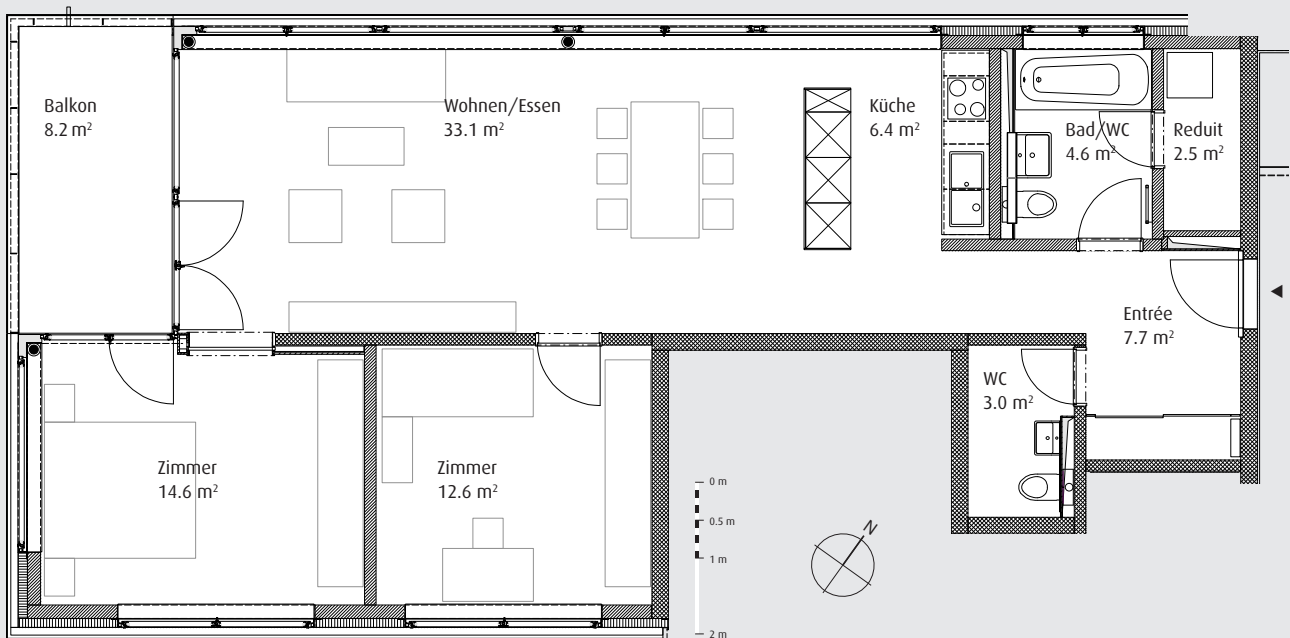 Balkon
8.2 m²
Wohnen/Essen
33.1 m²
Küche
6.4 m²
Bad/WC
4.6 m²
Reduit
2.5 m²
Entrée
7.7 m²
WC
3.0 m²
Zimmer
14.6 m²
Zimmer
12.6 m²
0 m
0.5 m
1 m
2 m
N